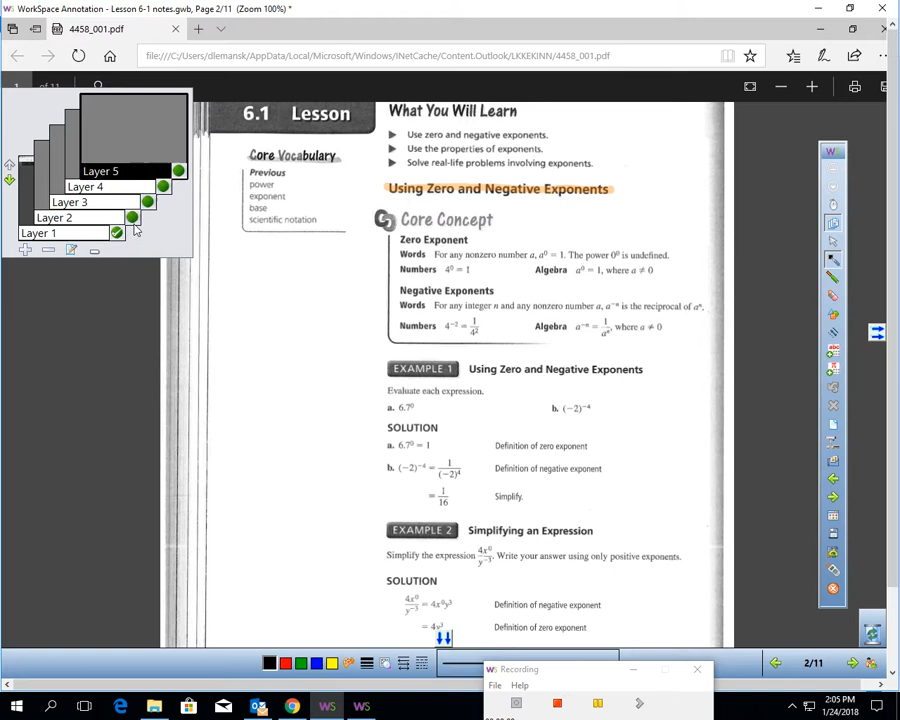 WS WorkSpace Annotation - Lesson 6-1 notes.gwb, Page 2/11 (Zoom 100%) *
4458_001.pdf
file:///C:/Users/dlemansk/AppData/Local/Microsoft/Windows/INetCache/Content.Outlook/LKKEKINN/4458_001.pdf
1 of 11
Layer 5
Layer 4
Layer 3
Layer 2
Layer 1
6.1 Lesson
What You Will Learn
Use zero and negative exponents.
Use the properties of exponents.
Solve real-life problems involving exponents.
Core Vocabulary
Previous
power
exponent
base
scientific notation
Using Zero and Negative Exponents
Core Concept
Zero Exponent
Words For any nonzero number a, a⁰ = 1. The power 0⁰ is undefined.
Numbers 4⁰ = 1 Algebra a⁰ = 1, where a ≠ 0
Negative Exponents
Words For any integer n and any nonzero number a, a⁻ⁿ is the reciprocal of aⁿ.
Numbers 4⁻² = 1/4² Algebra a⁻ⁿ = 1/aⁿ, where a ≠ 0
EXAMPLE 1 Using Zero and Negative Exponents
Evaluate each expression.
a. 6.7⁰ b. (−2)⁻⁴
SOLUTION
a. 6.7⁰ = 1 Definition of zero exponent
b. (−2)⁻⁴ = 1/(−2)⁴ Definition of negative exponent
= 1/16 Simplify.
EXAMPLE 2 Simplifying an Expression
Simplify the expression 4x⁰/y⁻³. Write your answer using only positive exponents.
SOLUTION
4x⁰/y⁻³ = 4x⁰y³ Definition of negative exponent
= 4y³ Definition of zero exponent
W
abc
π
2/11
WS Recording
File Help
WS
WS
2:05 PM
1/24/2018